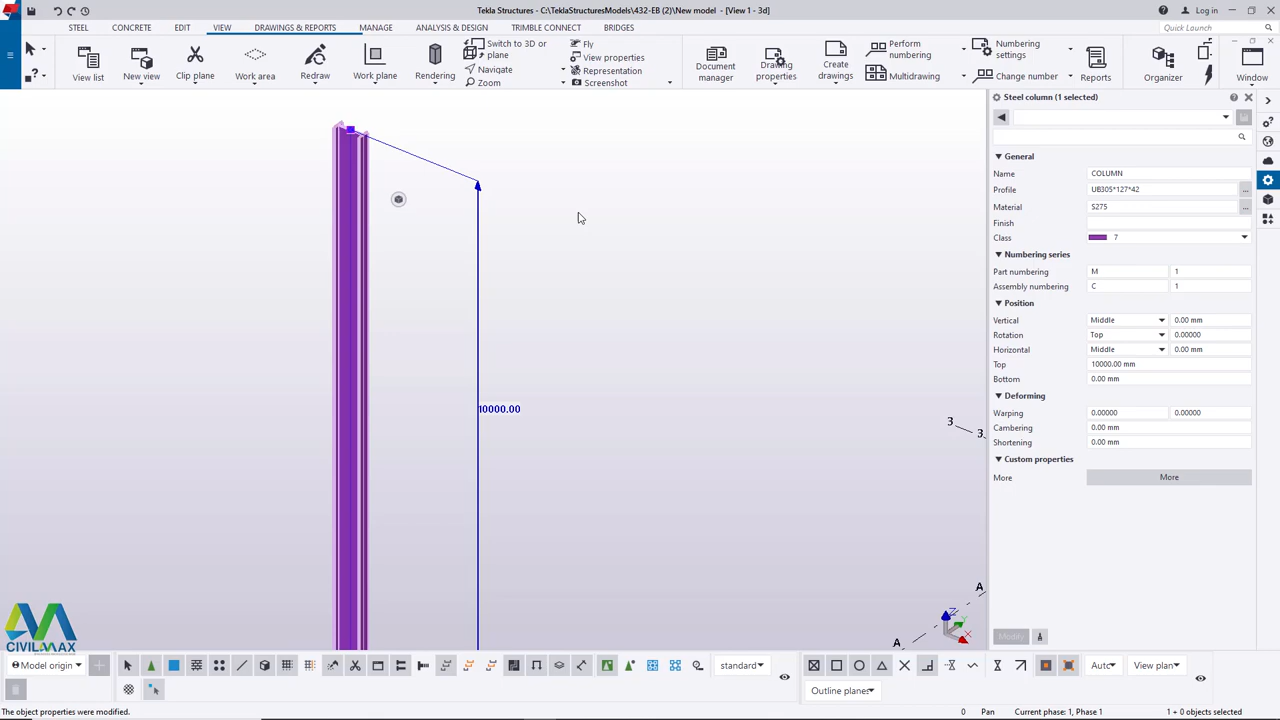 Tekla Structures - C:\TeklaStructuresModels\432-EB (2)\New model - [View 1 - 3d]
Log in
STEEL CONCRETE EDIT VIEW DRAWINGS & REPORTS MANAGE ANALYSIS & DESIGN TRIMBLE CONNECT BRIDGES
Quick Launch
View list
New view
Clip plane
Work area
Redraw
Work plane
Rendering
Switch to 3D or plane
Navigate
Zoom
Fly
View properties
Representation
Screenshot
Document manager
Drawing properties
Create drawings
Perform numbering
Multidrawing
Numbering settings
Change number
Reports
Window
Steel column (1 selected)
General
Name COLUMN
Profile UB305*127*42 ...
Material S275 ...
Finish
Class 7
Numbering series
Part numbering M 1
Assembly numbering C 1
Position
Vertical Middle 0.00 mm
Rotation Top 0.00000
Horizontal Middle 0.00 mm
Top 10000.00 mm
Bottom 0.00 mm
Deforming
Warping 0.00000 0.00000
Cambering 0.00 mm
Shortening 0.00 mm
Custom properties
More More
Modify
10000.00
3
3
A
A
Z
CIVILMAX
Model origin
standard
Auto
View plan
Outline planes
The object properties were modified.
0 Pan Current phase: 1, Phase 1 1 + 0 objects selected